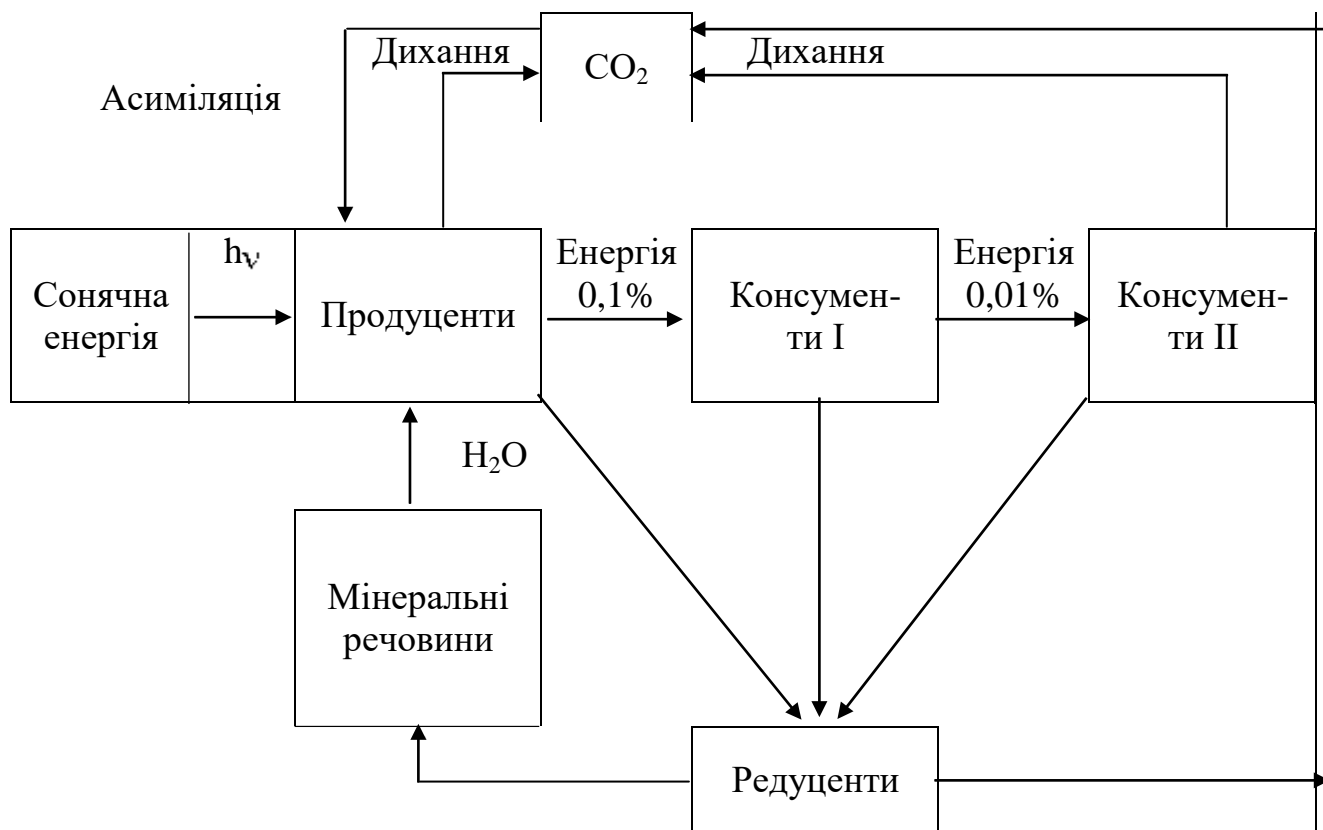 Дихання
CO₂
Дихання
Асиміляція
Сонячна
енергія
hν
Продуценти
Енергія
0,1%
Консумен-
ти І
Енергія
0,01%
Консумен-
ти ІІ
H₂O
Мінеральні
речовини
Редуценти